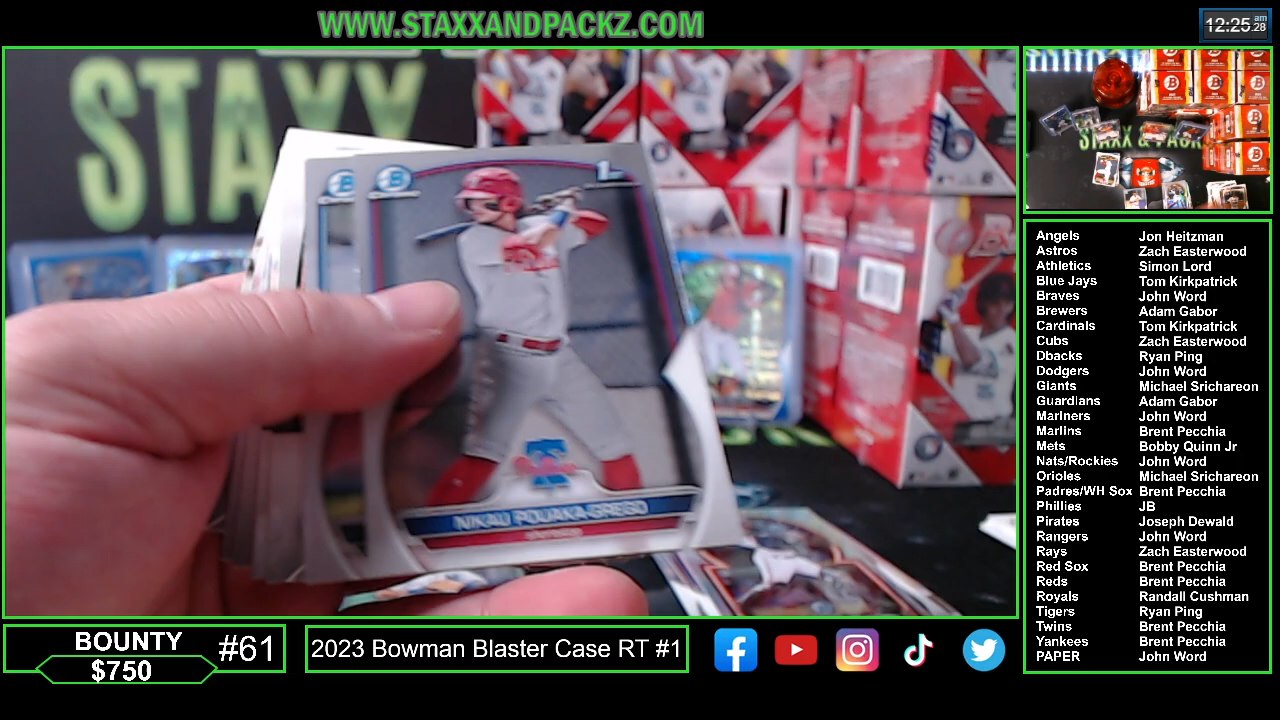 WWW.STAXXANDPACKZ.COM
12:25 am 28
STAXX
STAXX & PACK
B
B
1st
NIKAU POUAKA-GREGO
Angels Jon Heitzman
Astros Zach Easterwood
Athletics Simon Lord
Blue Jays Tom Kirkpatrick
Braves John Word
Brewers Adam Gabor
Cardinals Tom Kirkpatrick
Cubs Zach Easterwood
Dbacks Ryan Ping
Dodgers John Word
Giants Michael Srichareon
Guardians Adam Gabor
Mariners John Word
Marlins Brent Pecchia
Mets Bobby Quinn Jr
Nats/Rockies John Word
Orioles Michael Srichareon
Padres/WH Sox Brent Pecchia
Phillies JB
Pirates Joseph Dewald
Rangers John Word
Rays Zach Easterwood
Red Sox Brent Pecchia
Reds Brent Pecchia
Royals Randall Cushman
Tigers Ryan Ping
Twins Brent Pecchia
Yankees Brent Pecchia
PAPER John Word
BOUNTY #61
$750
2023 Bowman Blaster Case RT #1